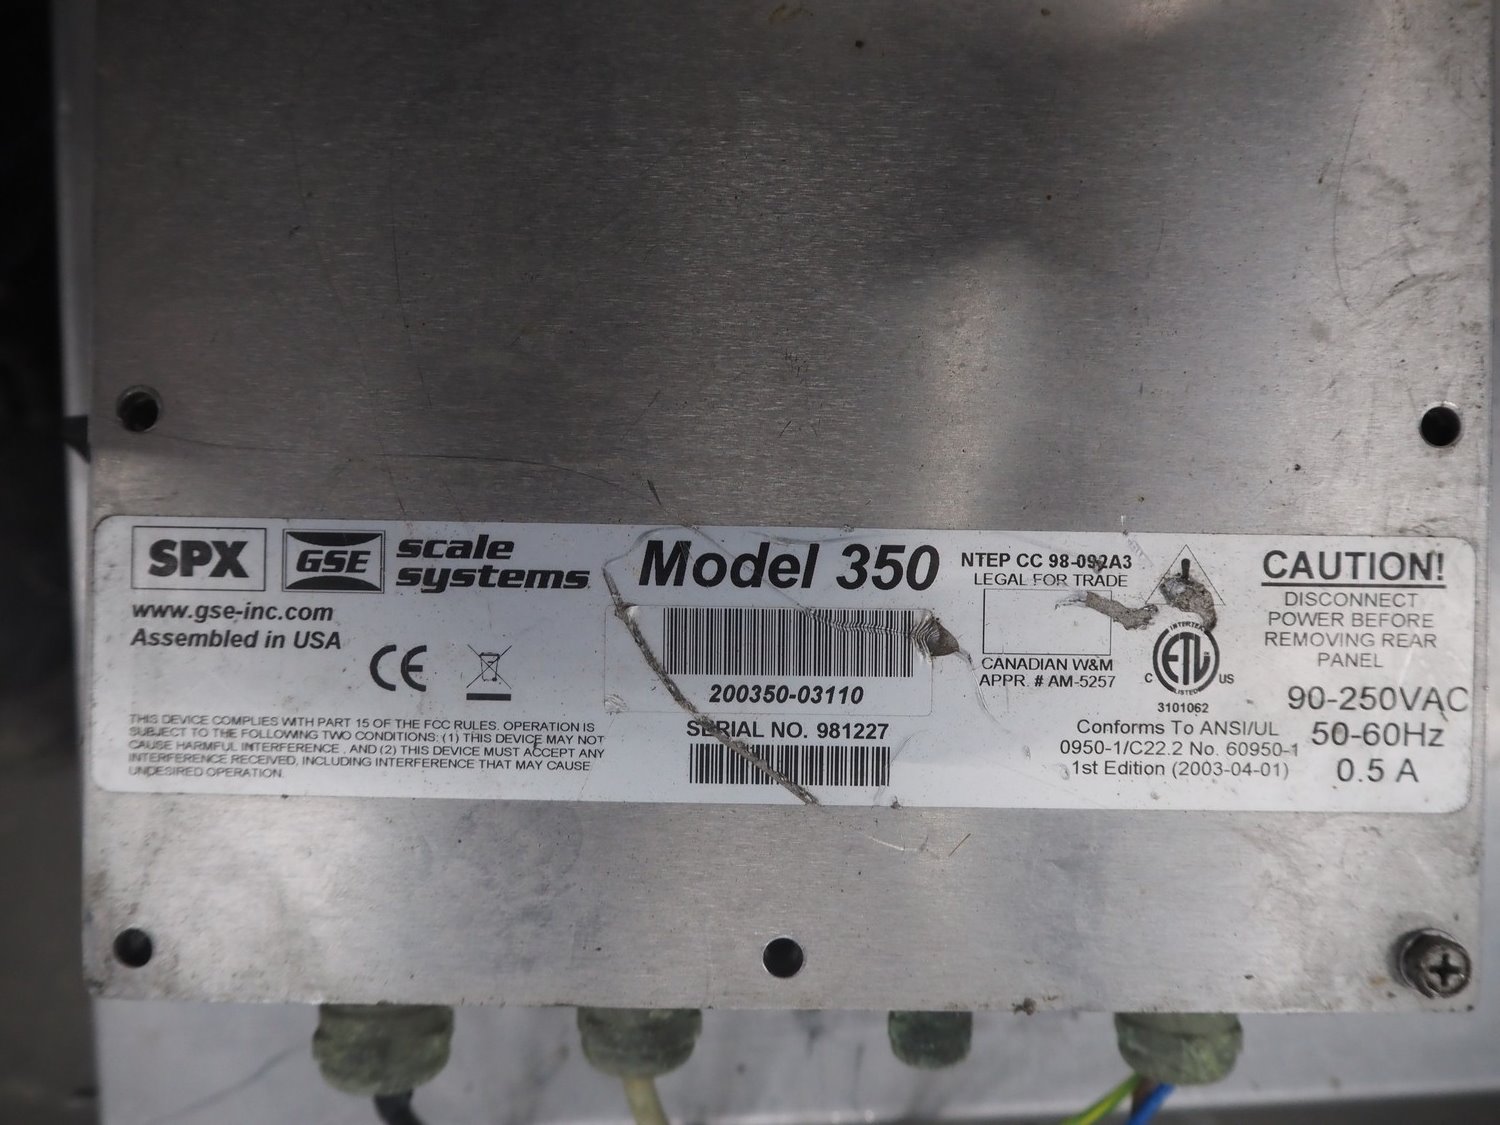 SPX GSE scale systems
www.gse-inc.com
Assembled in USA
CE
THIS DEVICE COMPLIES WITH PART 15 OF THE FCC RULES. OPERATION IS
SUBJECT TO THE FOLLOWING TWO CONDITIONS: (1) THIS DEVICE MAY NOT
CAUSE HARMFUL INTERFERENCE , AND (2) THIS DEVICE MUST ACCEPT ANY
INTERFERENCE RECEIVED, INCLUDING INTERFERENCE THAT MAY CAUSE
UNDESIRED OPERATION.
Model 350
200350-03110
SERIAL NO. 981227
NTEP CC 98-092A3
LEGAL FOR TRADE
CANADIAN W&M
APPR. # AM-5257
INTERTEK
ETL
C US
LISTED
3101062
Conforms To ANSI/UL
0950-1/C22.2 No. 60950-1
1st Edition (2003-04-01)
CAUTION!
DISCONNECT
POWER BEFORE
REMOVING REAR
PANEL
90-250VAC
50-60Hz
0.5 A